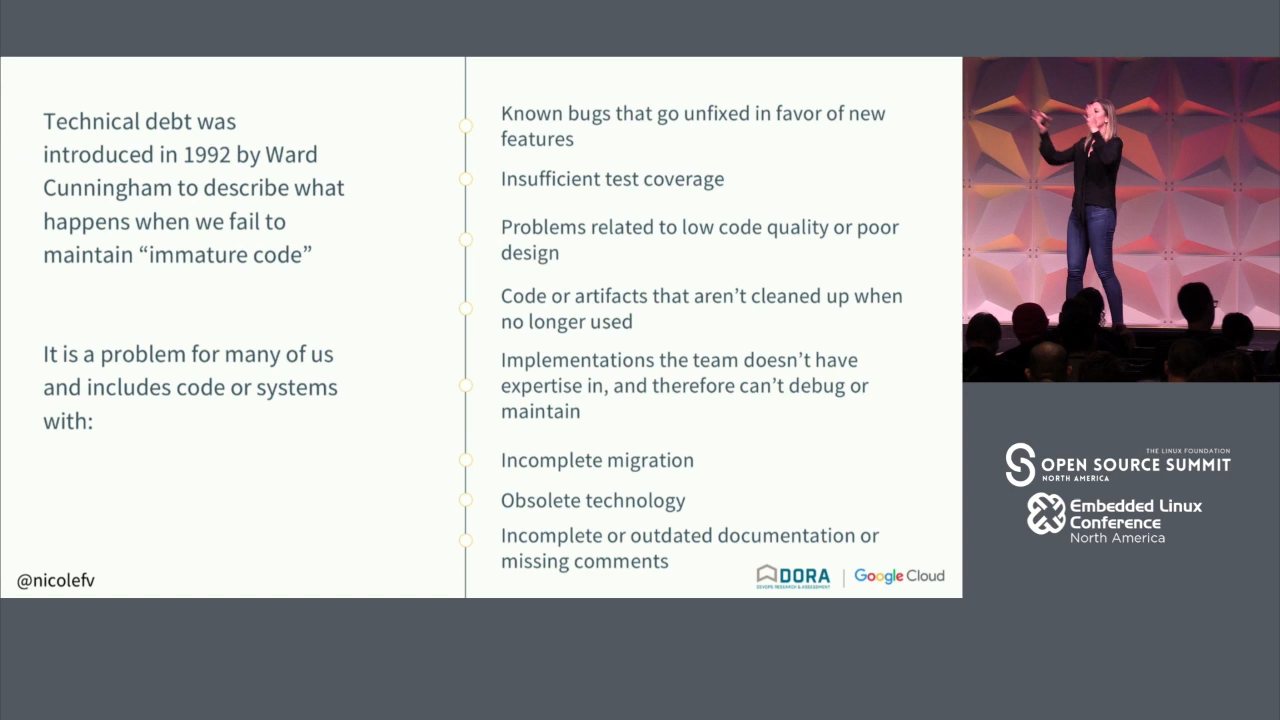 Technical debt was
introduced in 1992 by Ward
Cunningham to describe what
happens when we fail to
maintain “immature code”
It is a problem for many of us
and includes code or systems
with:
@nicolefv
Known bugs that go unfixed in favor of new
features
Insufficient test coverage
Problems related to low code quality or poor
design
Code or artifacts that aren’t cleaned up when
no longer used
Implementations the team doesn’t have
expertise in, and therefore can’t debug or
maintain
Incomplete migration
Obsolete technology
Incomplete or outdated documentation or
missing comments
DORA
DEVOPS RESEARCH & ASSESSMENT
Google Cloud
THE LINUX FOUNDATION
OPEN SOURCE SUMMIT
NORTH AMERICA
Embedded Linux
Conference
North America